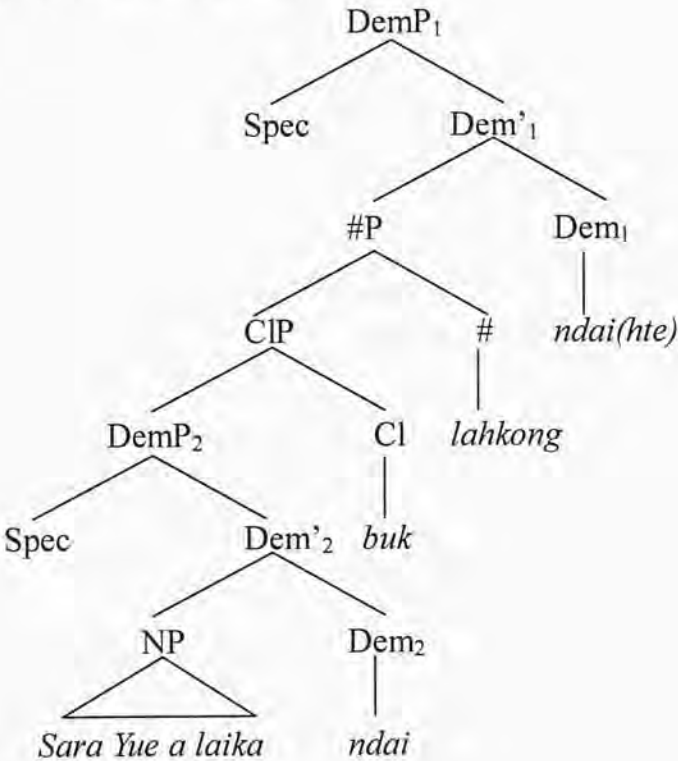 DemP₁
Spec Dem’₁
#P Dem₁
ClP # ndai(hte)
DemP₂ Cl lahkong
Spec Dem’₂ buk
NP Dem₂
Sara Yue a laika ndai